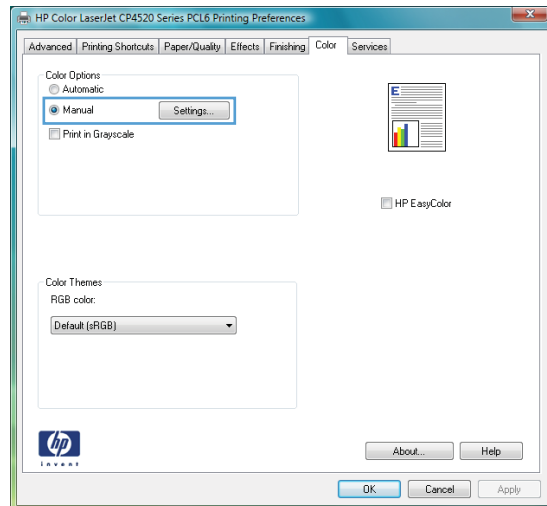 HP Color LaserJet CP4520 Series PCL6 Printing Preferences
Advanced Printing Shortcuts Paper/Quality Effects Finishing Color Services
Color Options
Automatic
Manual Settings...
Print in Grayscale
E
HP EasyColor
Color Themes
RGB color:
Default (sRGB)
hp
invent
About... Help
OK Cancel Apply